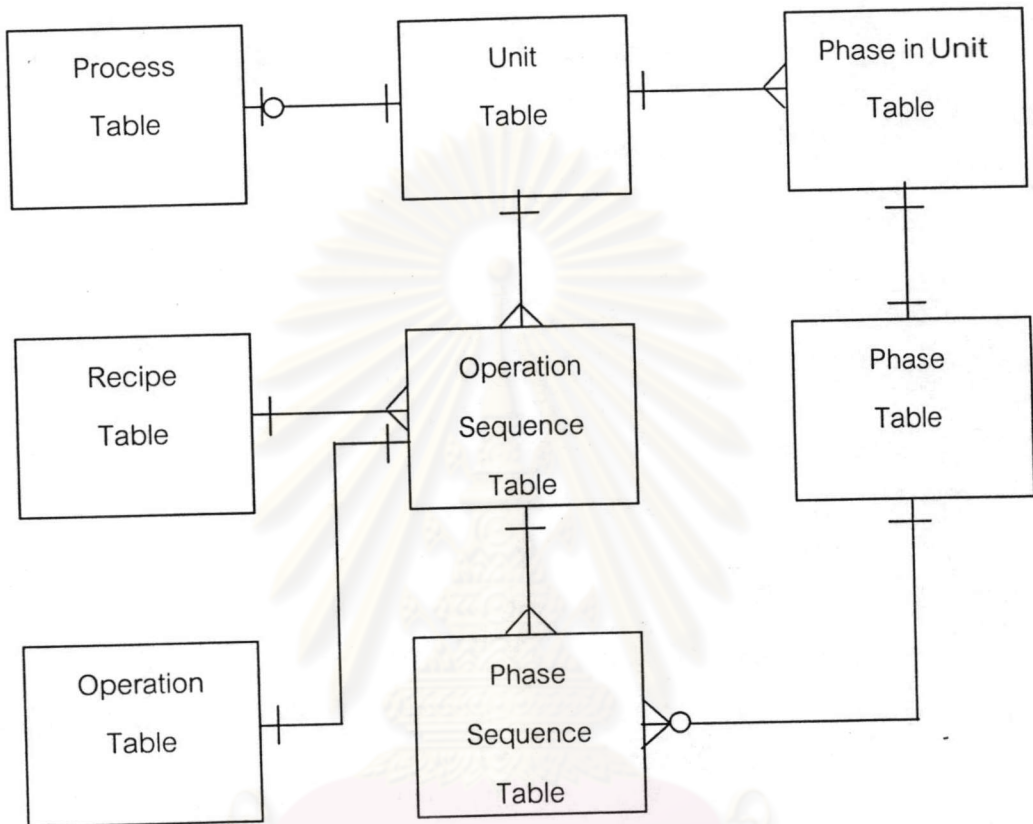 Process
Table
Unit
Table
Phase in Unit
Table
Recipe
Table
Operation
Sequence
Table
Phase
Table
Operation
Table
Phase
Sequence
Table